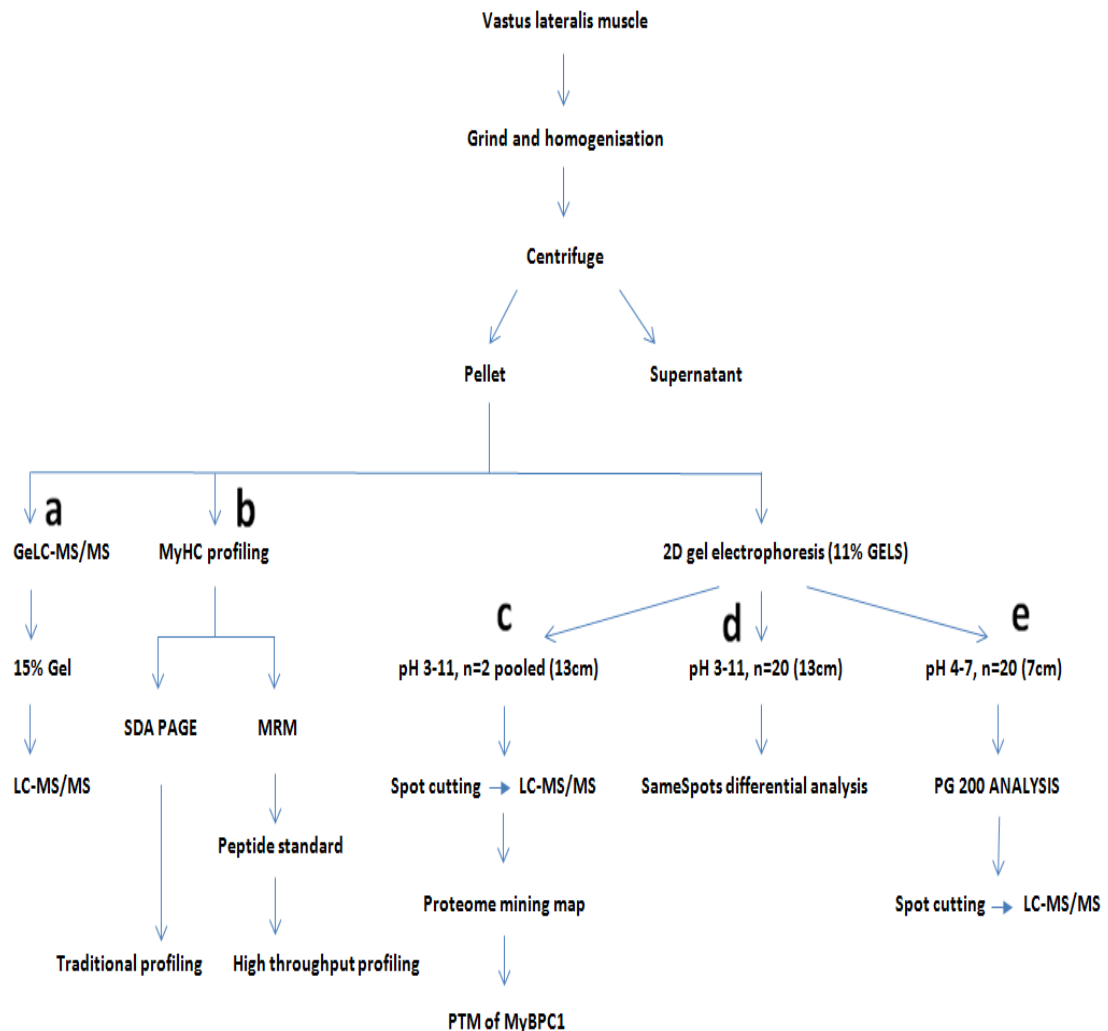 Vastus lateralis muscle
Grind and homogenisation
Centrifuge
Pellet
Supernatant
a
b
GeLC-MS/MS
MyHC profiling
2D gel electrophoresis (11% GELS)
c
d
e
15% Gel
pH 3-11, n=2 pooled (13cm)
pH 3-11, n=20 (13cm)
pH 4-7, n=20 (7cm)
SDA PAGE
MRM
LC-MS/MS
Spot cutting
LC-MS/MS
SameSpots differential analysis
PG 200 ANALYSIS
Peptide standard
Proteome mining map
Spot cutting
LC-MS/MS
Traditional profiling
High throughput profiling
PTM of MyBPC1